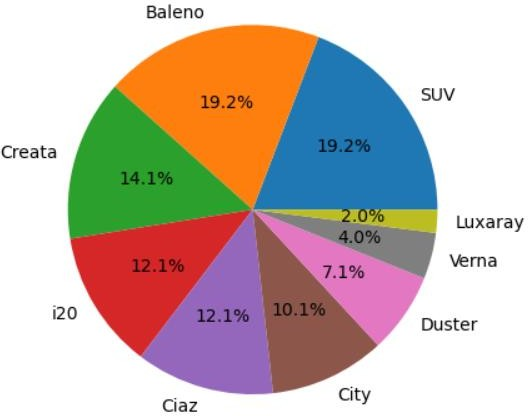 Baleno
SUV
19.2%
19.2%
Creata
14.1%
2.0%
Luxaray
4.0%
Verna
12.1%
7.1%
i20
12.1%
10.1%
Duster
City
Ciaz